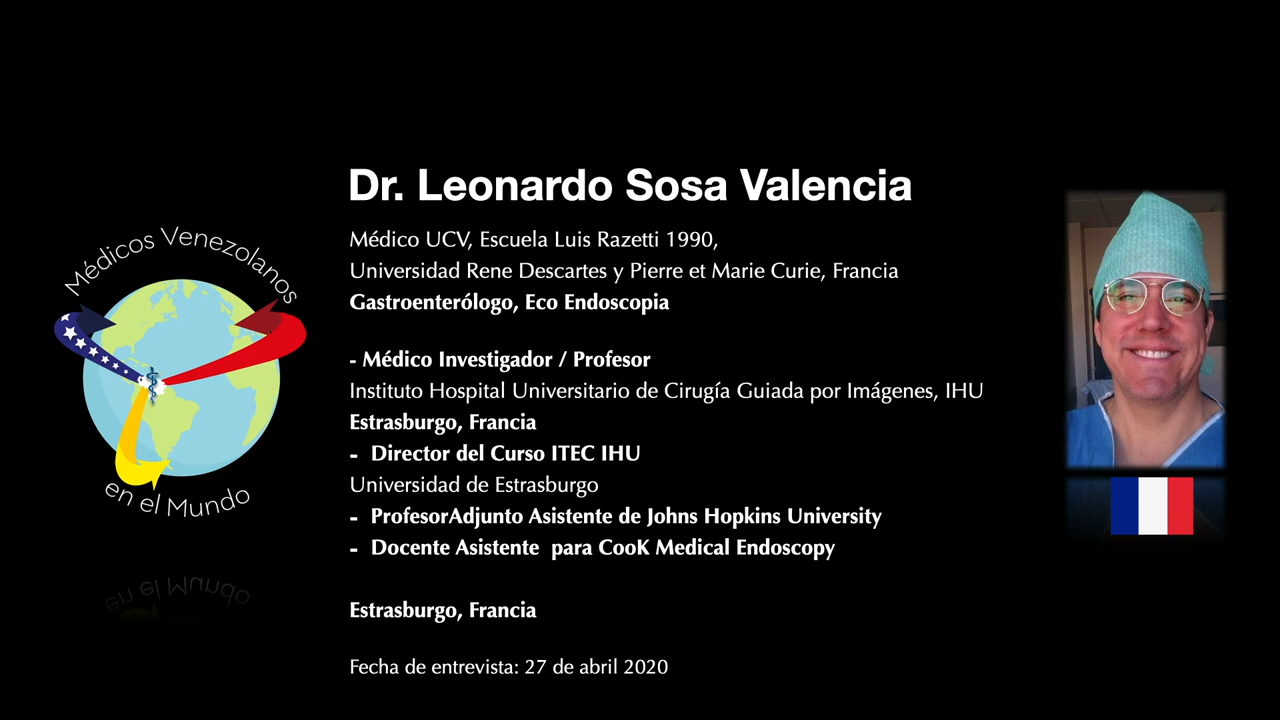 Médicos Venezolanos
en el Mundo
Dr. Leonardo Sosa Valencia
Médico UCV, Escuela Luis Razetti 1990,
Universidad Rene Descartes y Pierre et Marie Curie, Francia
Gastroenterólogo, Eco Endoscopia
- Médico Investigador / Profesor
Instituto Hospital Universitario de Cirugía Guiada por Imágenes, IHU
Estrasburgo, Francia
- Director del Curso ITEC IHU
Universidad de Estrasburgo
- ProfesorAdjunto Asistente de Johns Hopkins University
- Docente Asistente para CooK Medical Endoscopy
Estrasburgo, Francia
Fecha de entrevista: 27 de abril 2020